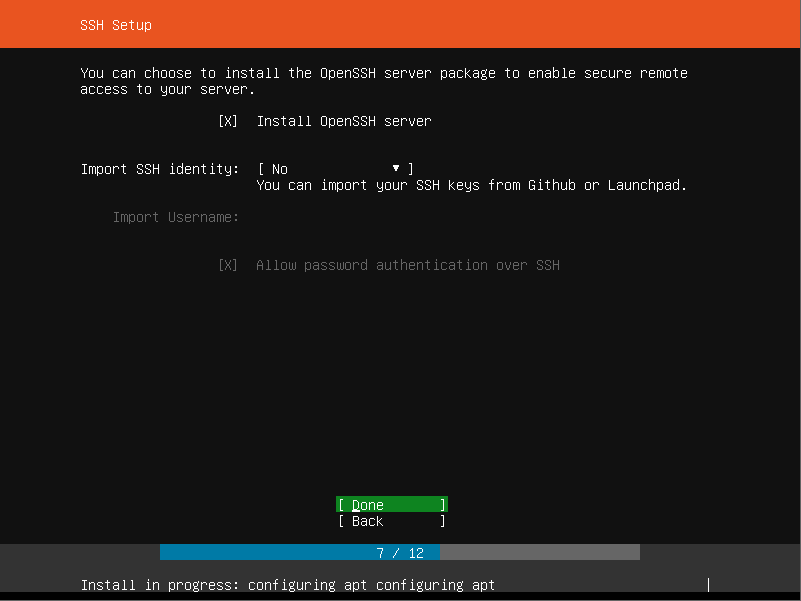 SSH Setup
You can choose to install the OpenSSH server package to enable secure remote
access to your server.
[X] Install OpenSSH server
Import SSH identity: [ No ▼ ]
You can import your SSH keys from Github or Launchpad.
Import Username:
[X] Allow password authentication over SSH
[ Done ]
[ Back ]
7 / 12
Install in progress: configuring apt configuring apt |